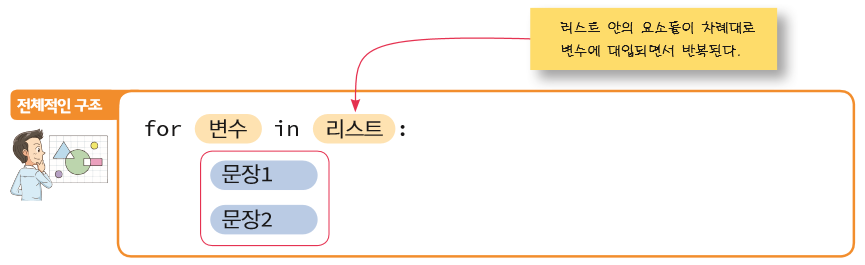 리스트 안의 요소들이 차례대로
변수에 대입되면서 반복된다.
전체적인 구조
for 변수 in 리스트 :
문장1
문장2